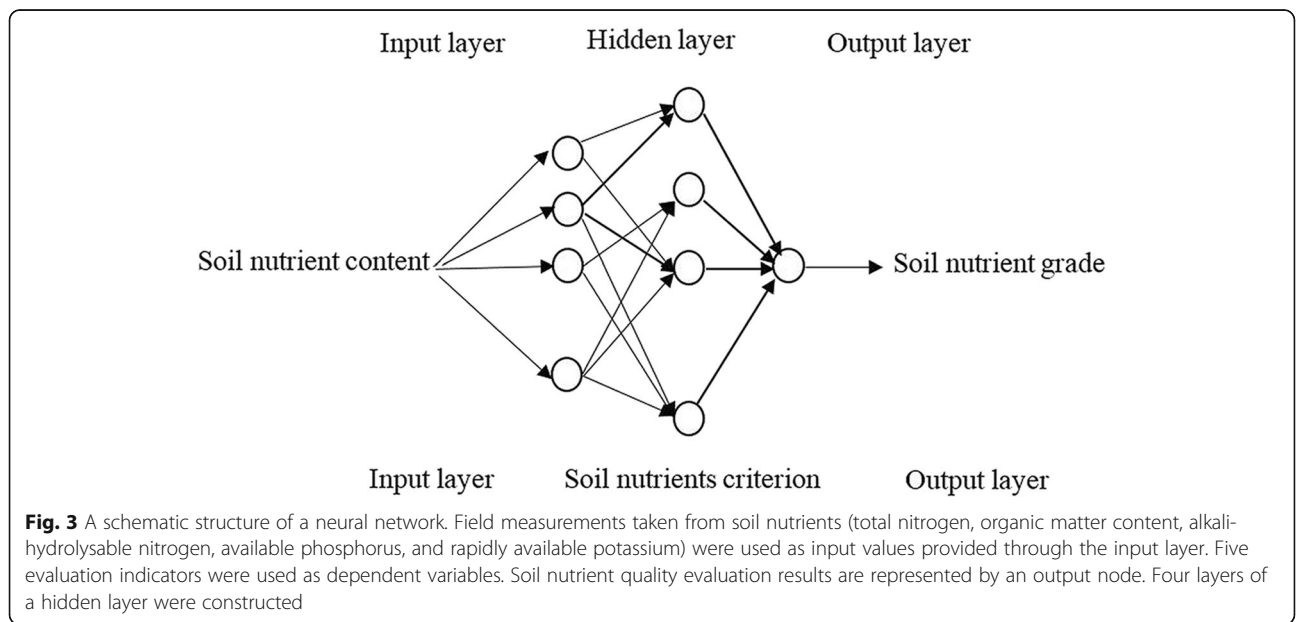 Input layer
Hidden layer
Output layer
Soil nutrient content
Soil nutrient grade
Input layer
Soil nutrients criterion
Output layer
Fig. 3 A schematic structure of a neural network. Field measurements taken from soil nutrients (total nitrogen, organic matter content, alkali-
hydrolysable nitrogen, available phosphorus, and rapidly available potassium) were used as input values provided through the input layer. Five
evaluation indicators were used as dependent variables. Soil nutrient quality evaluation results are represented by an output node. Four layers of
a hidden layer were constructed